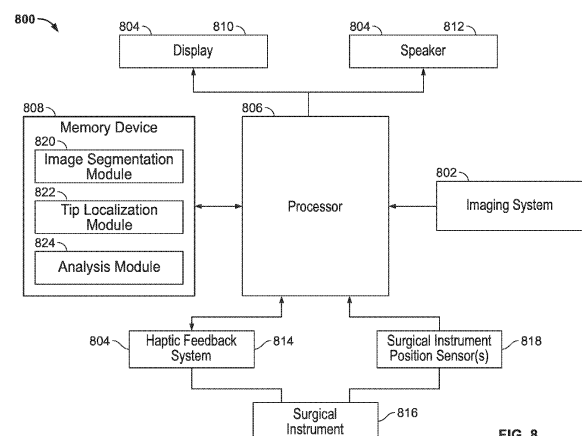 800
804
810
Display
804
812
Speaker
808
Memory Device
820
Image Segmentation
Module
822
Tip Localization
Module
824
Analysis Module
806
Processor
802
Imaging System
804
Haptic Feedback
System
814
Surgical Instrument
Position Sensor(s)
818
Surgical
Instrument
816
FIG. 8